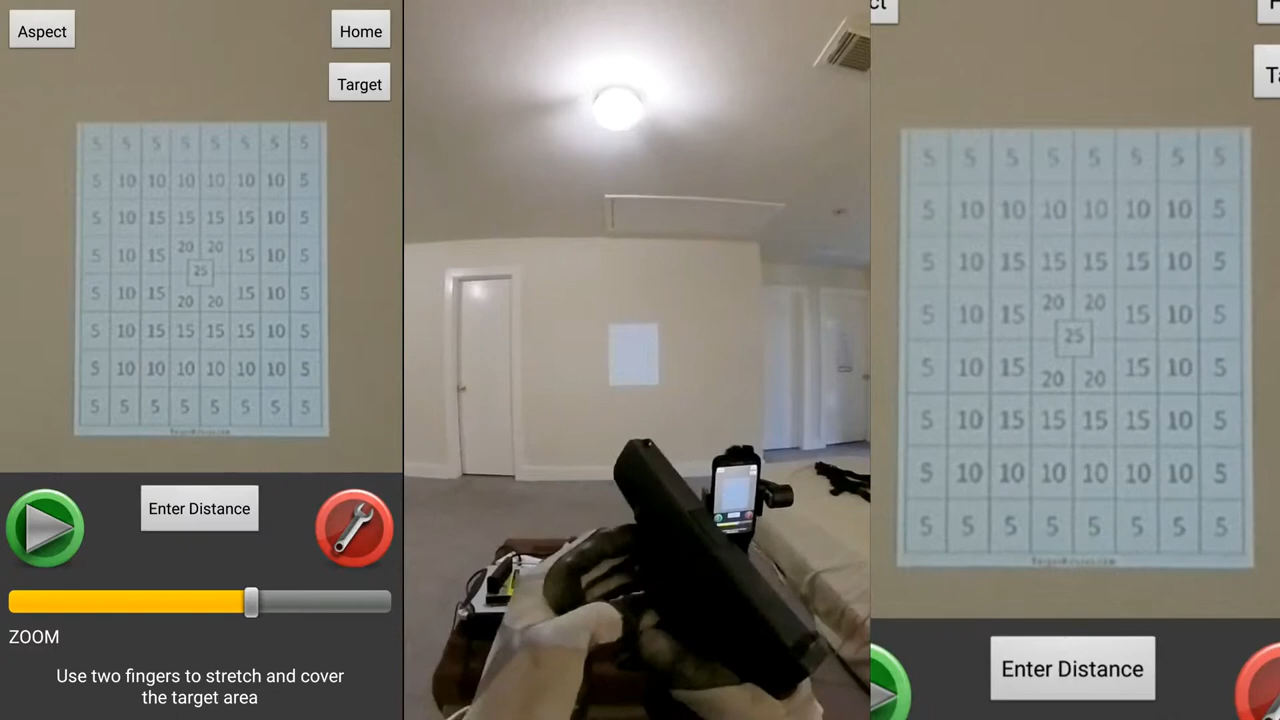 Aspect
Home
Target
5 5 5 5 5 5 5 5
5 10 10 10 10 10 10 5
5 10 15 15 15 15 10 5
5 10 15 20 20 15 10 5
25
5 10 15 20 20 15 10 5
5 10 15 15 15 15 10 5
5 10 10 10 10 10 10 5
5 5 5 5 5 5 5 5
Enter Distance
ZOOM
Use two fingers to stretch and cover
the target area
ct
H
Ta
5 5 5 5 5 5 5 5
5 10 10 10 10 10 10 5
5 10 15 15 15 15 10 5
5 10 15 20 20 15 10 5
25
5 10 15 20 20 15 10 5
5 10 15 15 15 15 10 5
5 10 10 10 10 10 10 5
5 5 5 5 5 5 5 5
Enter Distance